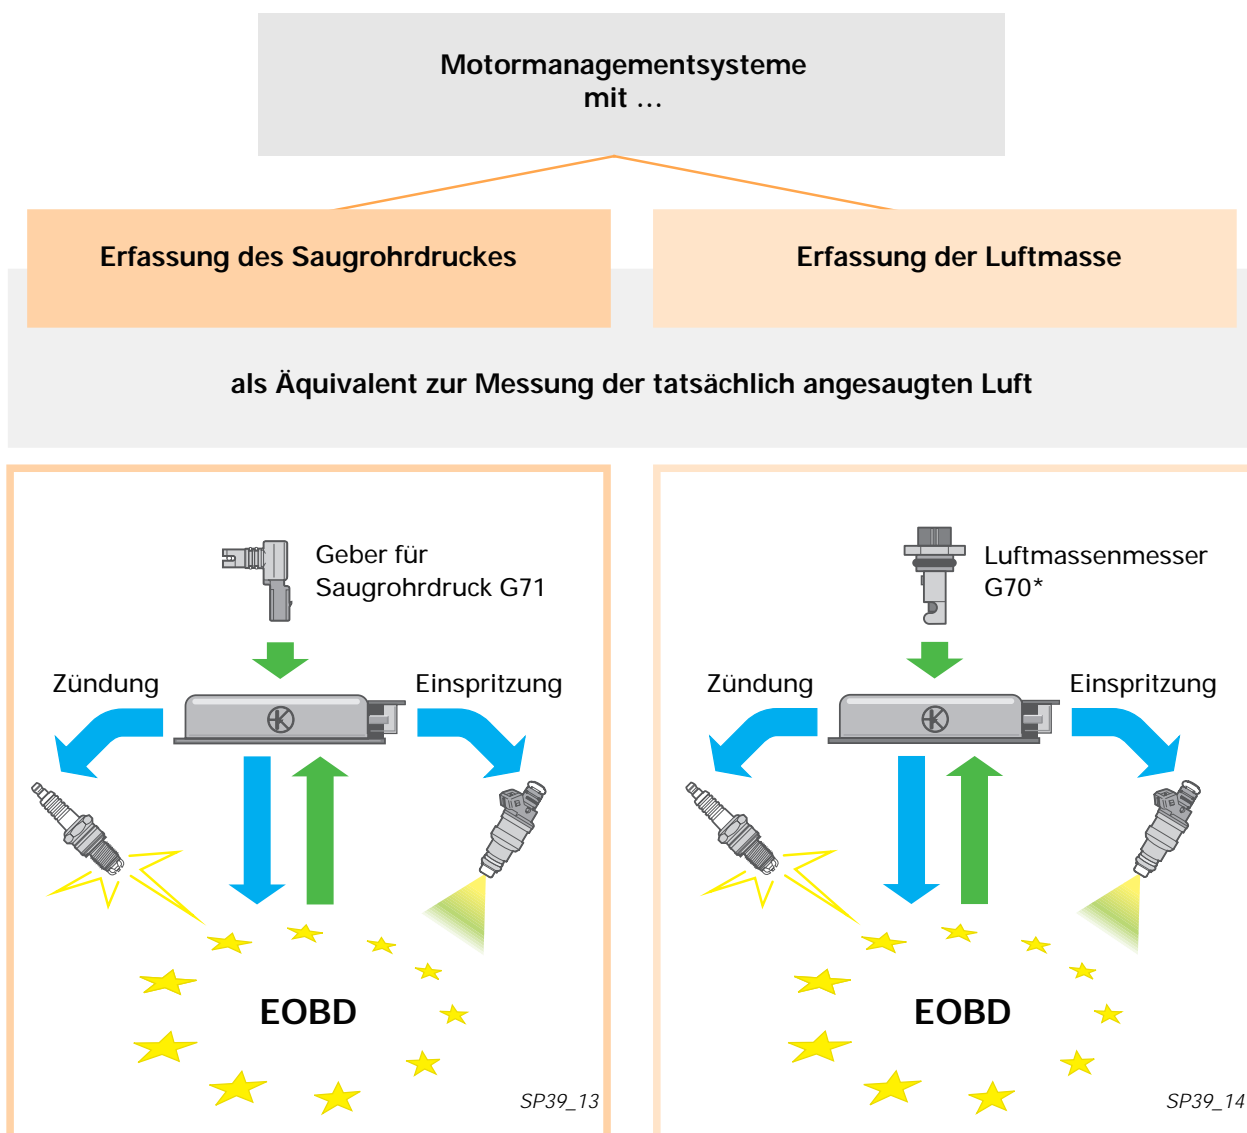 Motormanagementsysteme
mit ...
Erfassung des Saugrohrdruckes
Erfassung der Luftmasse
als Äquivalent zur Messung der tatsächlich angesaugten Luft
Geber für
Saugrohrdruck G71
Zündung
Einspritzung
EOBD
SP39_13
Luftmassenmesser
G70*
Zündung
Einspritzung
EOBD
SP39_14